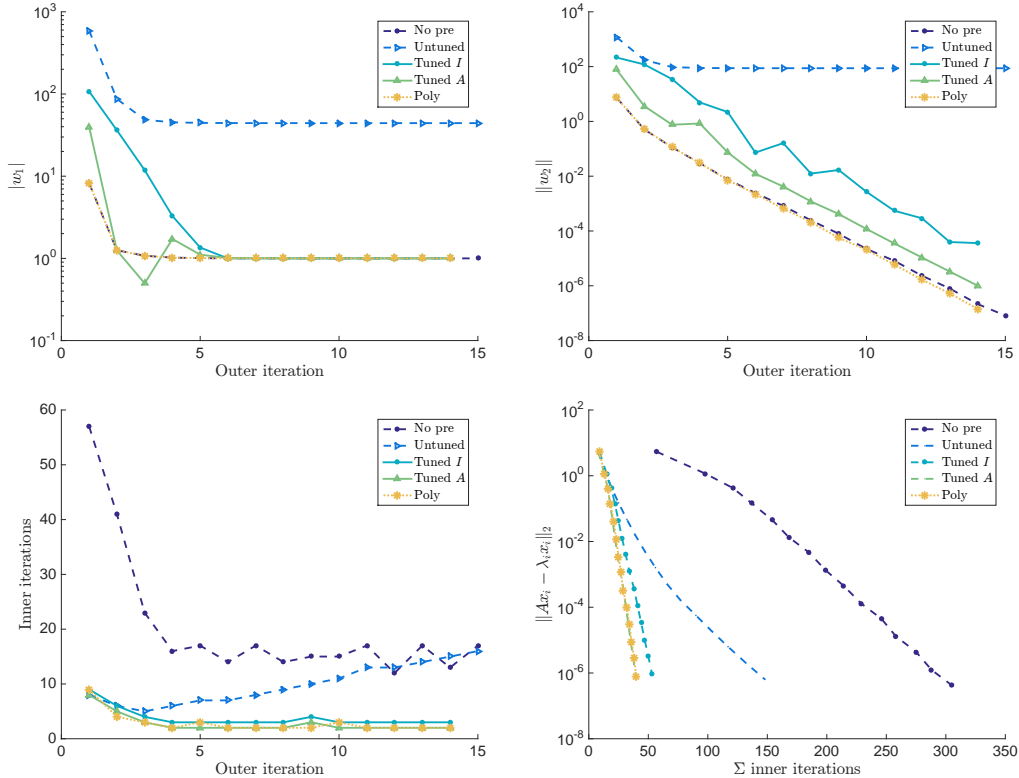 10^3
10^2
10^1
10^0
10^-1
|w_1|
0
5
10
15
Outer iteration
No pre
Untuned
Tuned I
Tuned A
Poly
10^4
10^2
10^0
10^-2
10^-4
10^-6
10^-8
‖w_2‖
0
5
10
15
Outer iteration
No pre
Untuned
Tuned I
Tuned A
Poly
60
50
40
30
20
10
0
Inner iterations
0
5
10
15
Outer iteration
No pre
Untuned
Tuned I
Tuned A
Poly
10^2
10^0
10^-2
10^-4
10^-6
10^-8
‖Ax_i − λ_i x_i‖_2
0
50
100
150
200
250
300
350
Σ inner iterations
No pre
Untuned
Tuned I
Tuned A
Poly